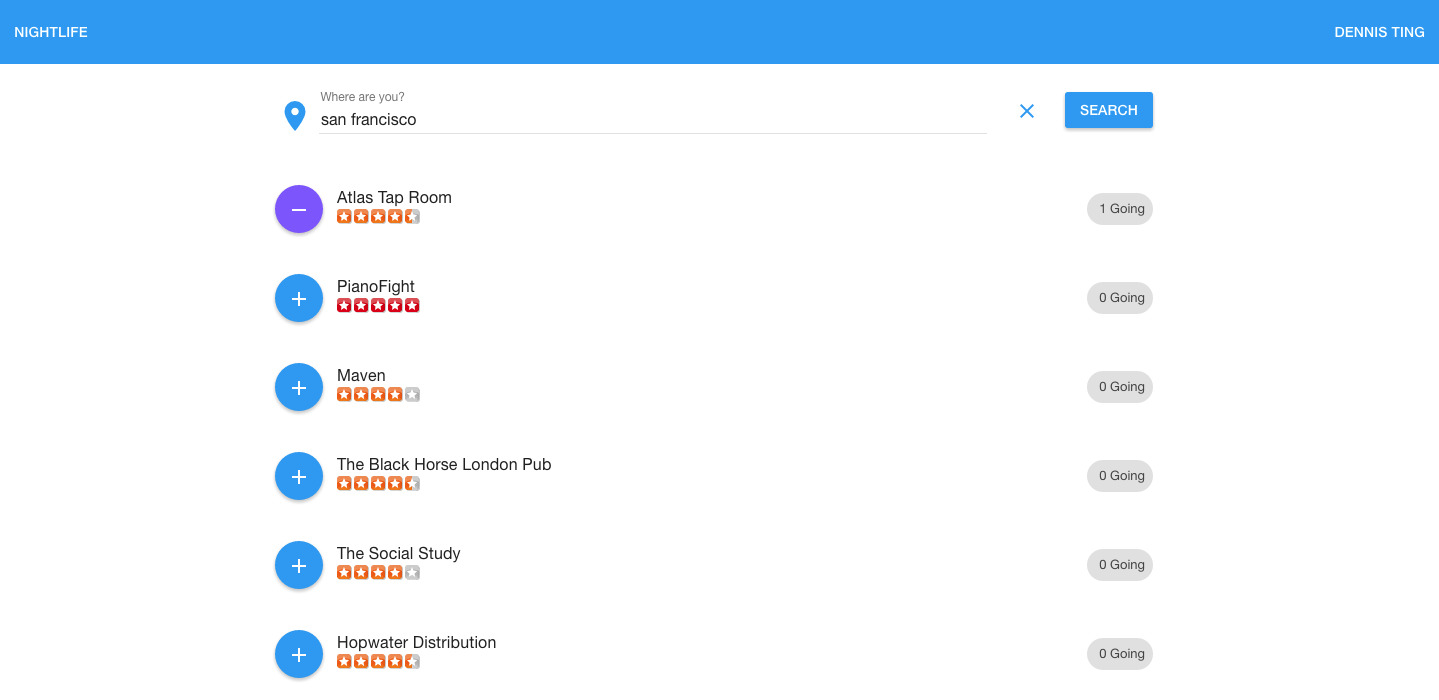 NIGHTLIFE
DENNIS TING
Where are you?
san francisco
SEARCH
Atlas Tap Room
1 Going
PianoFight
0 Going
Maven
0 Going
The Black Horse London Pub
0 Going
The Social Study
0 Going
Hopwater Distribution
0 Going